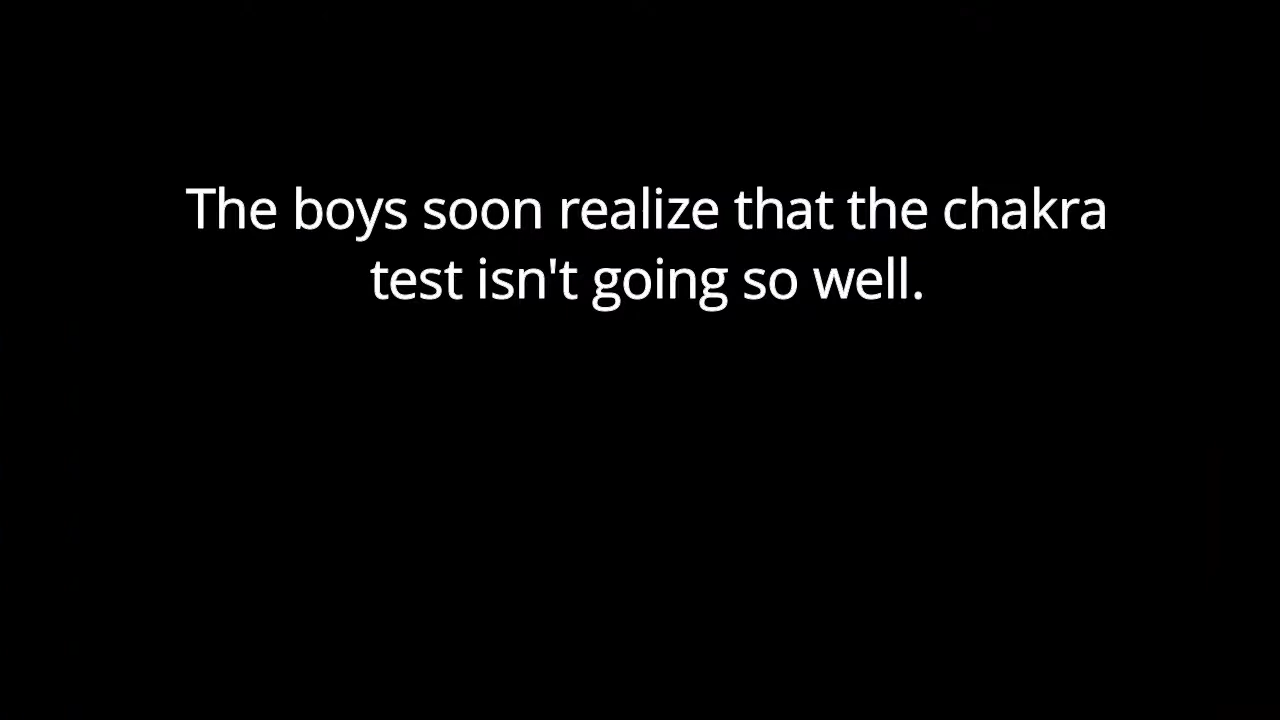 The boys soon realize that the chakra
test isn't going so well.